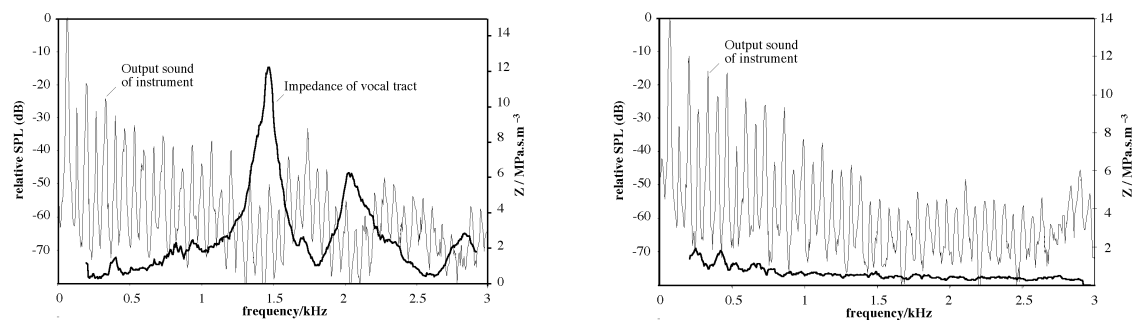 0
-10
-20
-30
-40
-50
-60
-70
relative SPL (dB)
Output sound
of instrument
Impedance of vocal tract
14
12
10
8
6
4
2
0
Z / MPa.s.m⁻³
0 0.5 1 1.5 2 2.5 3
frequency/kHz
0
-10
-20
-30
-40
-50
-60
-70
relative SPL (dB)
Output sound
of instrument
14
12
10
8
6
4
2
Z / MPa.s.m⁻³
0 0.5 1 1.5 2 2.5 3
frequency/kHz